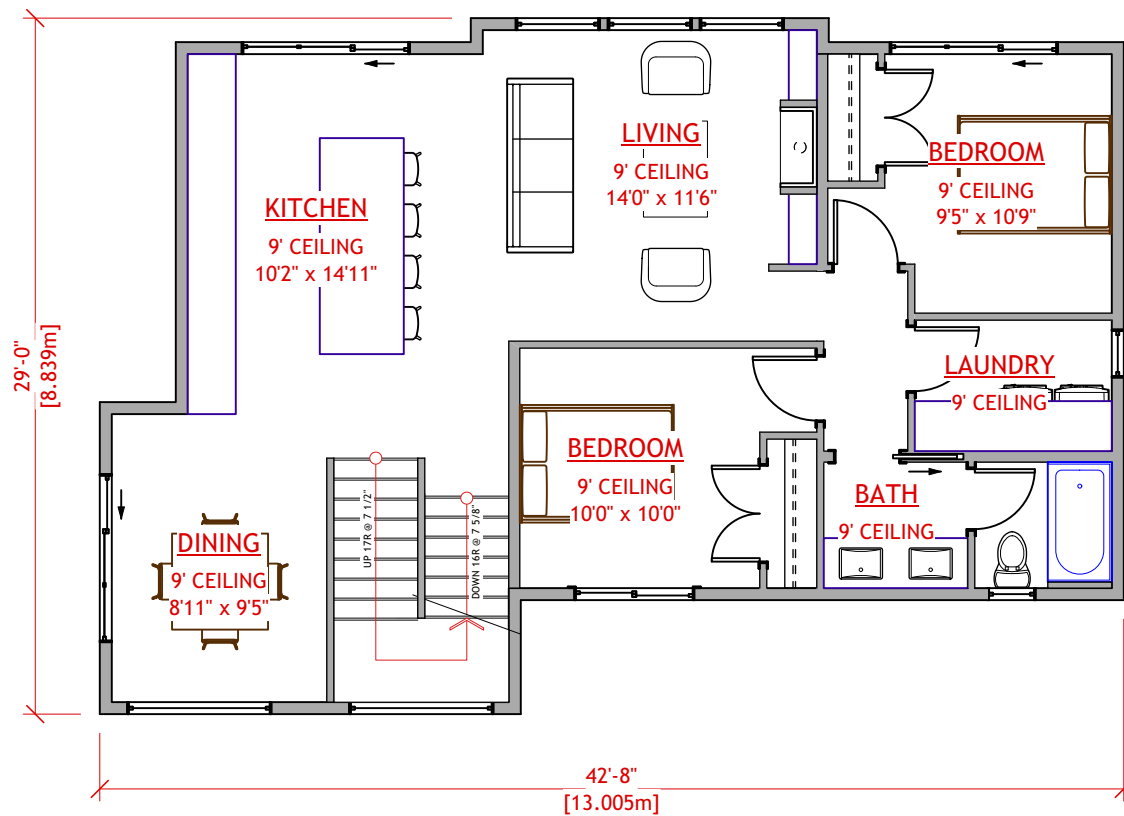 LIVING
9' CEILING
14'0" x 11'6"
BEDROOM
9' CEILING
9'5" x 10'9"
KITCHEN
9' CEILING
10'2" x 14'11"
29'-0"
[8.839m]
LAUNDRY
9' CEILING
BEDROOM
9' CEILING
10'0" x 10'0"
BATH
9' CEILING
UP 17R @ 7 1/2"
DOWN 16R @ 7 5/8"
DINING
9' CEILING
8'11" x 9'5"
42'-8"
[13.005m]